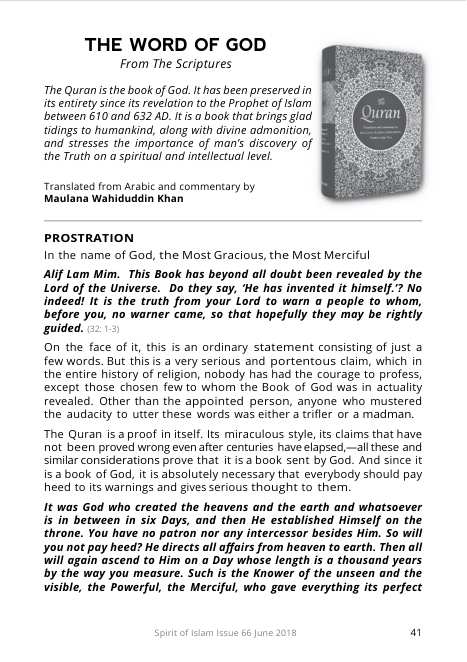 THE WORD OF GOD
From The Scriptures
The Quran is the book of God. It has been preserved in
its entirety since its revelation to the Prophet of Islam
between 610 and 632 AD. It is a book that brings glad
tidings to humankind, along with divine admonition,
and stresses the importance of man's discovery of
the Truth on a spiritual and intellectual level.
Translated from Arabic and commentary by
Maulana Wahiduddin Khan
The
Quran
PROSTRATION
In the name of God, the Most Gracious, the Most Merciful
Alif Lam Mim. This Book has beyond all doubt been revealed by the
Lord of the Universe. Do they say, 'He has invented it himself.'? No
indeed! It is the truth from your Lord to warn a people to whom,
before you, no warner came, so that hopefully they may be rightly
guided. (32: 1-3)
On the face of it, this is an ordinary statement consisting of just a
few words. But this is a very serious and portentous claim, which in
the entire history of religion, nobody has had the courage to profess,
except those chosen few to whom the Book of God was in actuality
revealed. Other than the appointed person, anyone who mustered
the audacity to utter these words was either a trifler or a madman.
The Quran is a proof in itself. Its miraculous style, its claims that have
not been proved wrong even after centuries have elapsed,—all these and
similar considerations prove that it is a book sent by God. And since it
is a book of God, it is absolutely necessary that everybody should pay
heed to its warnings and gives serious thought to them.
It was God who created the heavens and the earth and whatsoever
is in between in six Days, and then He established Himself on the
throne. You have no patron nor any intercessor besides Him. So will
you not pay heed? He directs all affairs from heaven to earth. Then all
will again ascend to Him on a Day whose length is a thousand years
by the way you measure. Such is the Knower of the unseen and the
visible, the Powerful, the Merciful, who gave everything its perfect
Spirit of Islam Issue 66 June 2018
41